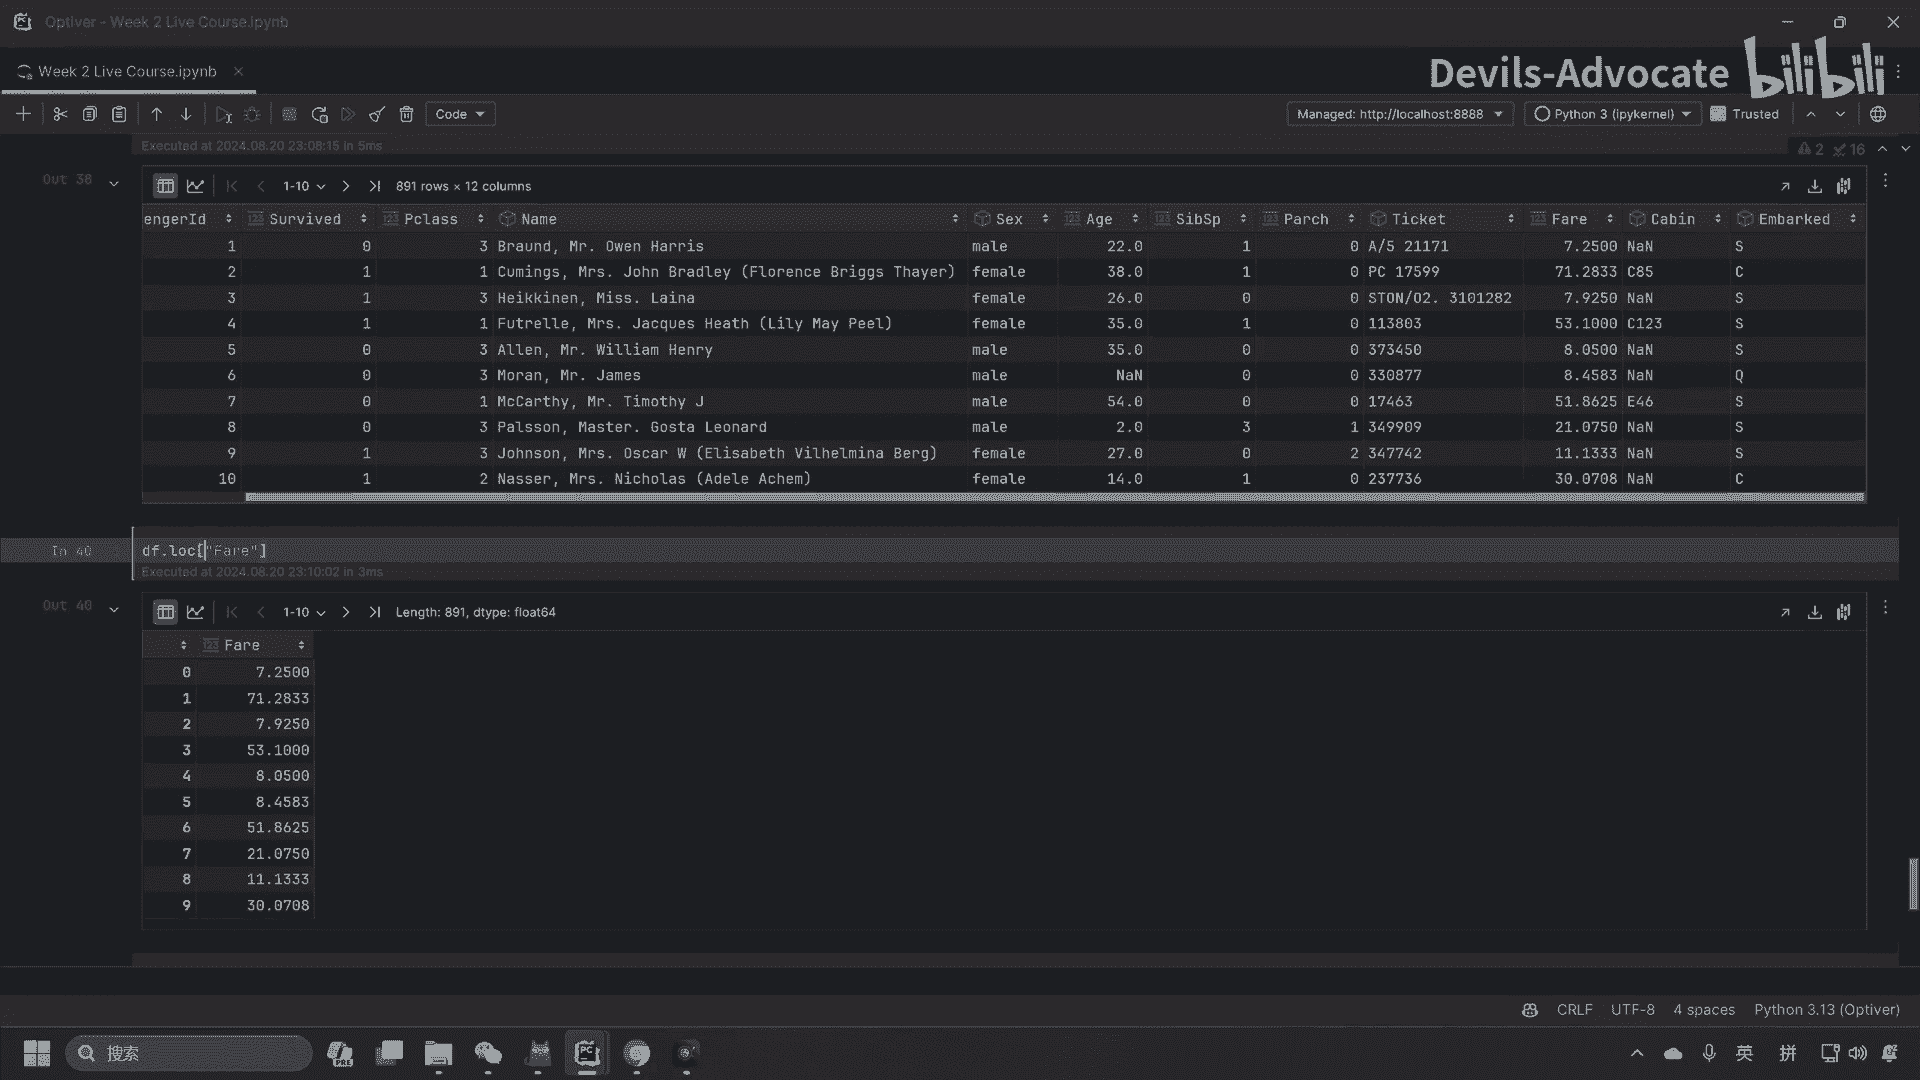 Optiver - Week 2 Live Course.ipynb
Week 2 Live Course.ipynb
Devils-Advocate bilibili
Code
Managed: http://localhost:8888
Python 3 (ipykernel)
Trusted
Executed at 2024.08.20 23:08:15 in 5ms
2 16
Out 38
1-10
891 rows × 12 columns
engerId Survived Pclass Name Sex Age SibSp Parch Ticket Fare Cabin Embarked
1 0 3 Braund, Mr. Owen Harris male 22.0 1 0 A/5 21171 7.2500 NaN S
2 1 1 Cumings, Mrs. John Bradley (Florence Briggs Thayer) female 38.0 1 0 PC 17599 71.2833 C85 C
3 1 3 Heikkinen, Miss. Laina female 26.0 0 0 STON/O2. 3101282 7.9250 NaN S
4 1 1 Futrelle, Mrs. Jacques Heath (Lily May Peel) female 35.0 1 0 113803 53.1000 C123 S
5 0 3 Allen, Mr. William Henry male 35.0 0 0 373450 8.0500 NaN S
6 0 3 Moran, Mr. James male NaN 0 0 330877 8.4583 NaN Q
7 0 1 McCarthy, Mr. Timothy J male 54.0 0 0 17463 51.8625 E46 S
8 0 3 Palsson, Master. Gosta Leonard male 2.0 3 1 349909 21.0750 NaN S
9 1 3 Johnson, Mrs. Oscar W (Elisabeth Vilhelmina Berg) female 27.0 0 2 347742 11.1333 NaN S
10 1 2 Nasser, Mrs. Nicholas (Adele Achem) female 14.0 1 0 237736 30.0708 NaN C
In 40
df.loc["Fare"]
Executed at 2024.08.20 23:10:02 in 3ms
Out 40
1-10
Length: 891, dtype: float64
Fare
0 7.2500
1 71.2833
2 7.9250
3 53.1000
4 8.0500
5 8.4583
6 51.8625
7 21.0750
8 11.1333
9 30.0708
CRLF UTF-8 4 spaces Python 3.13 (Optiver)
搜索
PRE
PC
英 拼